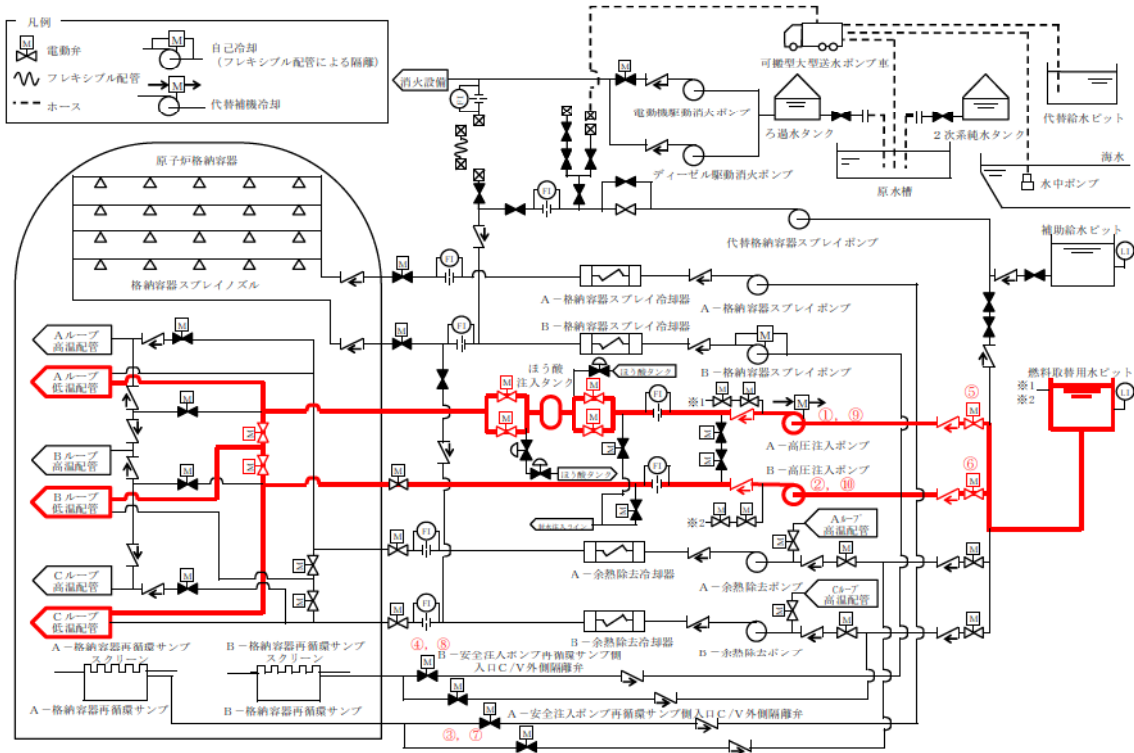 凡例
M
電動弁
フレキシブル配管
ホース
M
自己冷却
(フレキシブル配管による隔離)
M
代替補機冷却
消火設備
M
電動機駆動消火ポンプ
ディーゼル駆動消火ポンプ
可搬型大型送水ポンプ車
ろ過水タンク
2次系純水タンク
原水槽
代替給水ピット
海水
水中ポンプ
原子炉格納容器
格納容器スプレイノズル
FI
代替格納容器スプレイポンプ
補助給水ピット
LI
M
FI
A-格納容器スプレイ冷却器
A-格納容器スプレイポンプ
B-格納容器スプレイ冷却器
M
FI
M
B-格納容器スプレイポンプ
Aループ
高温配管
M
Aループ
低温配管
Bループ
高温配管
Bループ
低温配管
Cループ
高温配管
Cループ
低温配管
M
M
M
M
M
ほう酸
注入タンク
ほう酸タンク
M
M
M
M
ほう酸タンク
FI
※1
M
M
M
①, ⑨
A-高圧注入ポンプ
M
M
B-高圧注入ポンプ
②, ⑩
FI
M
※2
M
M
⑤
M
⑥
M
燃料取替用水ピット
※1
※2
LI
Aループ
高温配管
M
M
M
FI
A-余熱除去冷却器
A-余熱除去ポンプ
Cループ
高温配管
M
M
M
M
M
FI
B-余熱除去冷却器
B-余熱除去ポンプ
④, ⑧
M
B-安全注入ポンプ再循環サンプ側
入口C/V外側隔離弁
M
A-格納容器再循環サンプ
スクリーン
B-格納容器再循環サンプ
スクリーン
A-格納容器再循環サンプ
B-格納容器再循環サンプ
M
A-安全注入ポンプ再循環サンプ側入口C/V外側隔離弁
③, ⑦
M